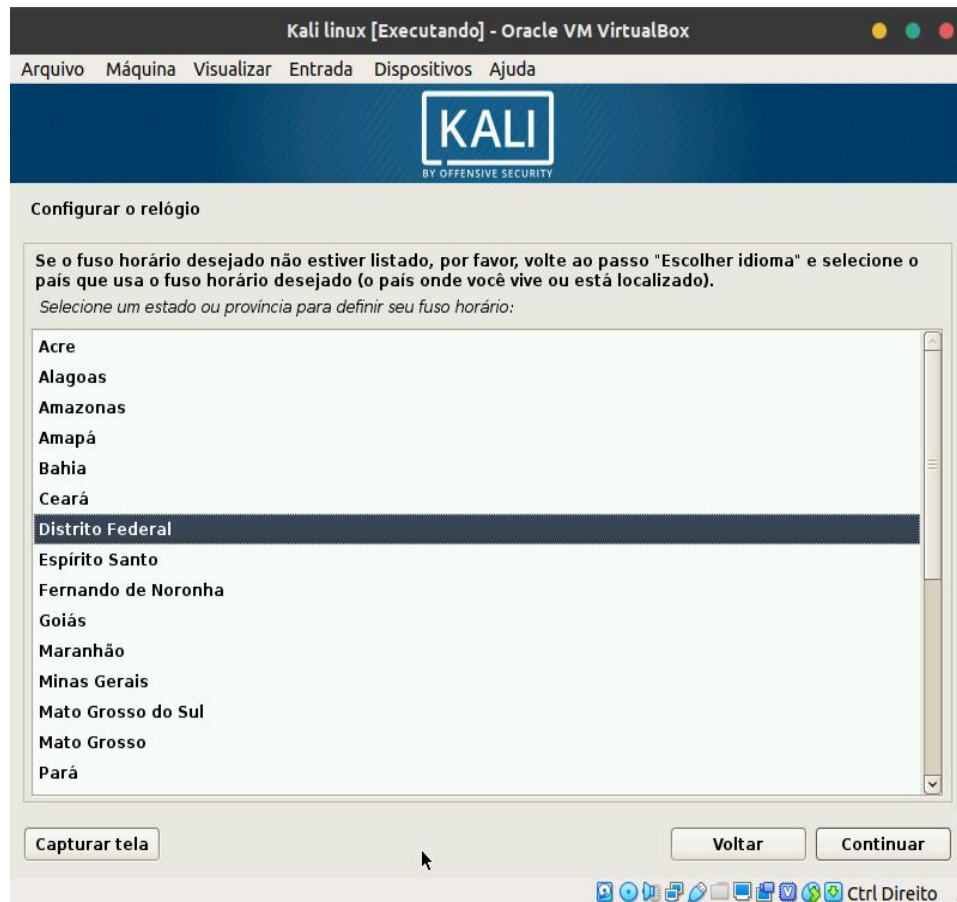 Kali linux [Executando] - Oracle VM VirtualBox
Arquivo Máquina Visualizar Entrada Dispositivos Ajuda
KALI
BY OFFENSIVE SECURITY
Configurar o relógio
Se o fuso horário desejado não estiver listado, por favor, volte ao passo "Escolher idioma" e selecione o
país que usa o fuso horário desejado (o país onde você vive ou está localizado).
Selecione um estado ou província para definir seu fuso horário:
Acre
Alagoas
Amazonas
Amapá
Bahia
Ceará
Distrito Federal
Espírito Santo
Fernando de Noronha
Goiás
Maranhão
Minas Gerais
Mato Grosso do Sul
Mato Grosso
Pará
Capturar tela Voltar Continuar
Ctrl Direito